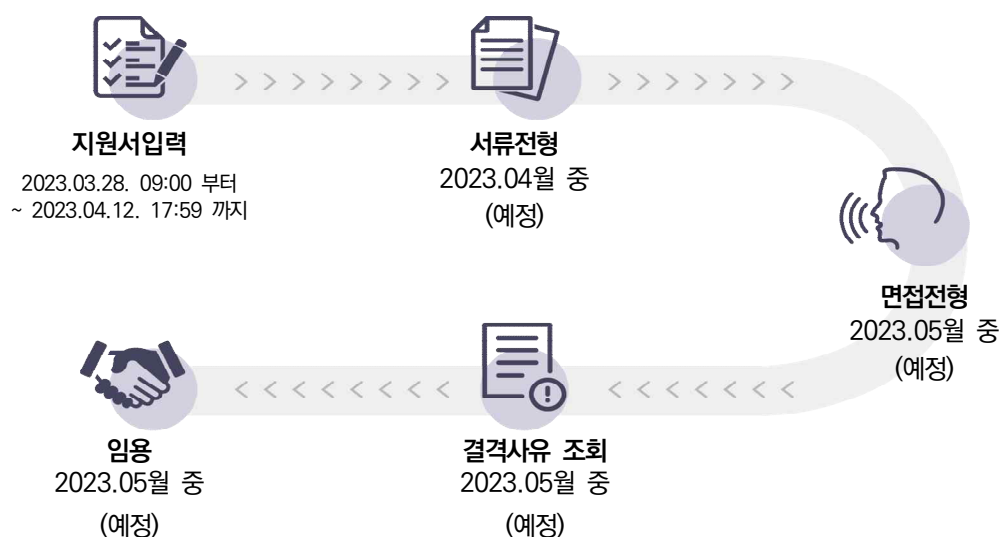 지원서입력
2023.03.28. 09:00 부터
~ 2023.04.12. 17:59 까지
서류전형
2023.04월 중
(예정)
면접전형
2023.05월 중
(예정)
결격사유 조회
2023.05월 중
(예정)
임용
2023.05월 중
(예정)